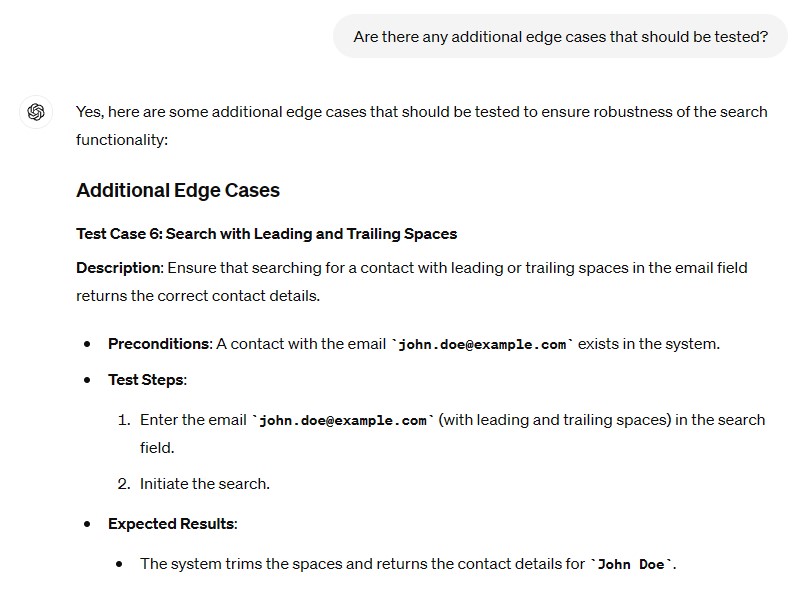 Are there any additional edge cases that should be tested?
Yes, here are some additional edge cases that should be tested to ensure robustness of the search
functionality:
Additional Edge Cases
Test Case 6: Search with Leading and Trailing Spaces
Description: Ensure that searching for a contact with leading or trailing spaces in the email field
returns the correct contact details.
• Preconditions: A contact with the email `john.doe@example.com` exists in the system.
• Test Steps:
1. Enter the email `john.doe@example.com` (with leading and trailing spaces) in the search
field.
2. Initiate the search.
• Expected Results:
• The system trims the spaces and returns the contact details for `John Doe`.